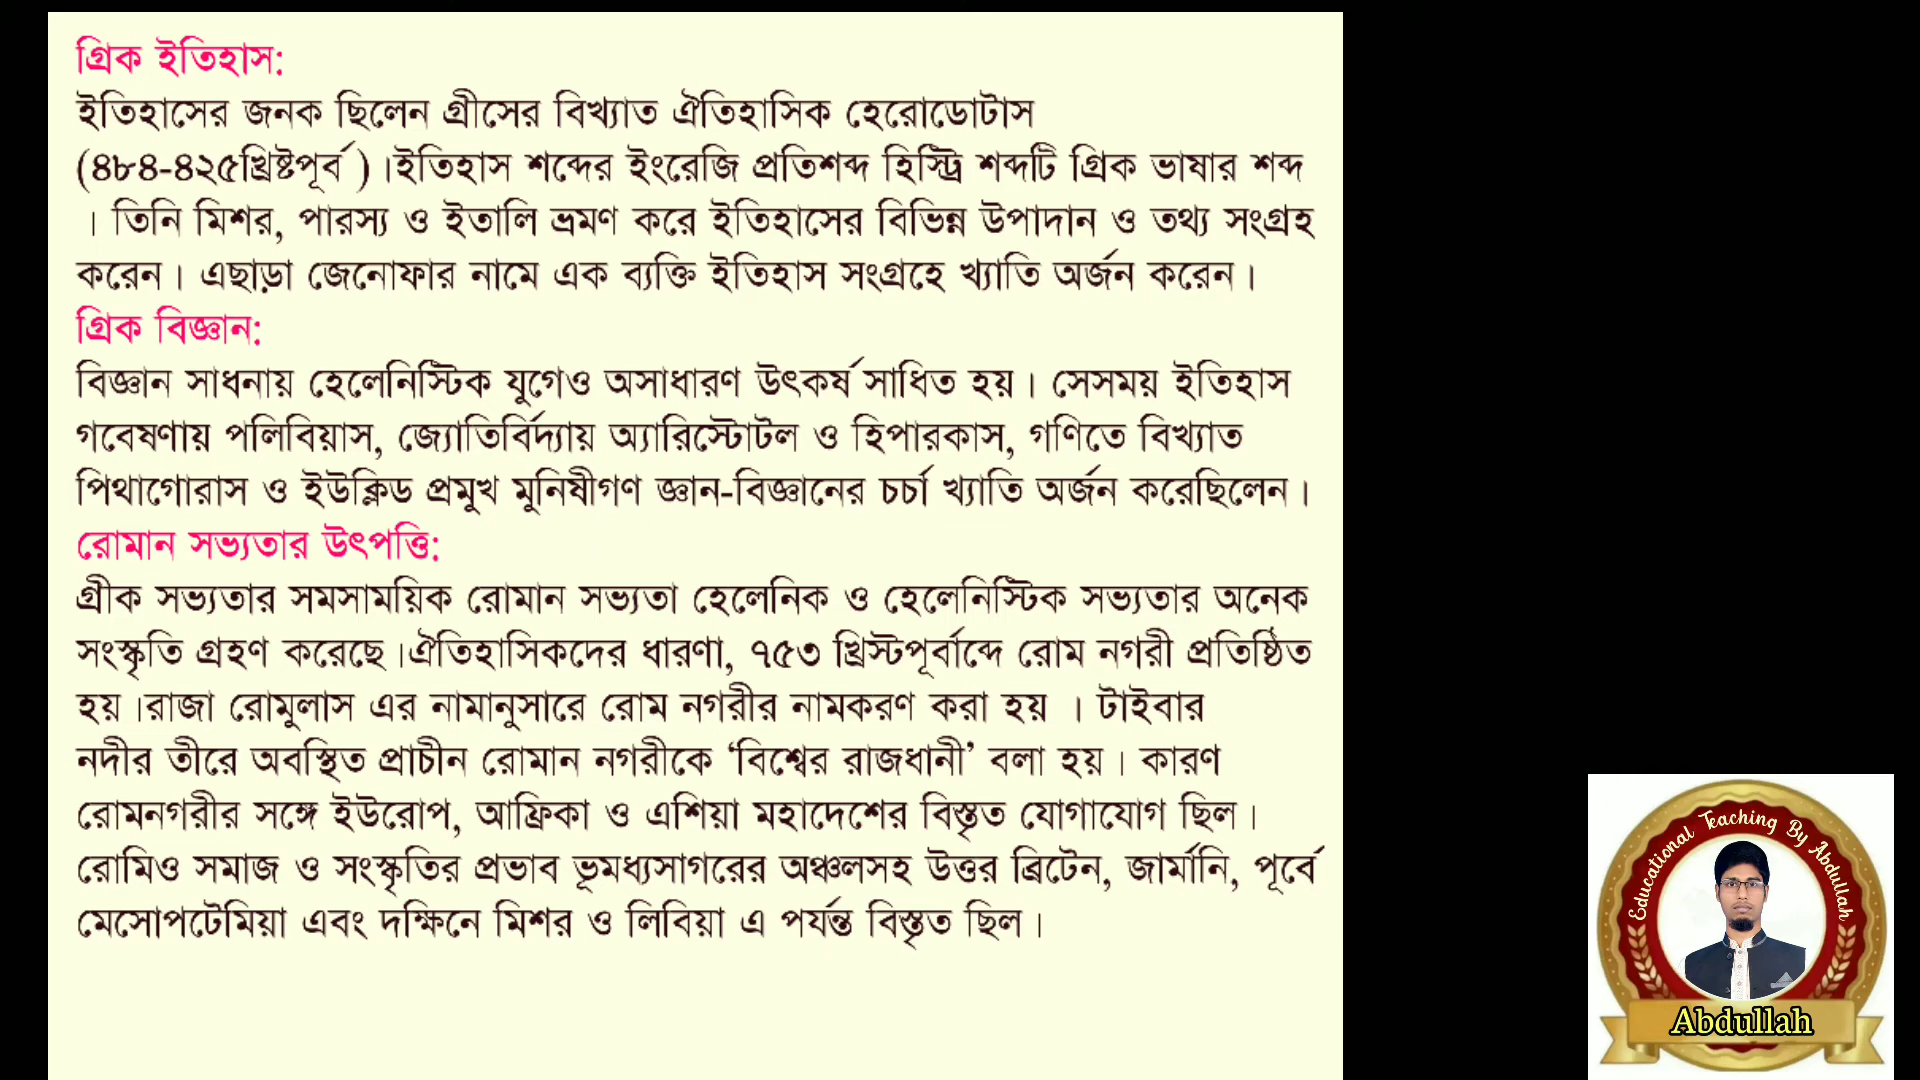 গ্রিক ইতিহাস:
ইতিহাসের জনক ছিলেন গ্রীসের বিখ্যাত ঐতিহাসিক হেরোডোটাস
(৪৮৪-৪২৫খ্রিষ্টপূর্ব )।ইতিহাস শব্দের ইংরেজি প্রতিশব্দ হিস্ট্রি শব্দটি গ্রিক ভাষার শব্দ
। তিনি মিশর, পারস্য ও ইতালি ভ্রমণ করে ইতিহাসের বিভিন্ন উপাদান ও তথ্য সংগ্রহ
করেন। এছাড়া জেনোফার নামে এক ব্যক্তি ইতিহাস সংগ্রহে খ্যাতি অর্জন করেন।
গ্রিক বিজ্ঞান:
বিজ্ঞান সাধনায় হেলেনিস্টিক যুগেও অসাধারণ উৎকর্ষ সাধিত হয়। সেসময় ইতিহাস
গবেষণায় পলিবিয়াস, জ্যোতির্বিদ্যায় অ্যারিস্টোটল ও হিপারকাস, গণিতে বিখ্যাত
পিথাগোরাস ও ইউক্লিড প্রমুখ মুনিষীগণ জ্ঞান-বিজ্ঞানের চর্চা খ্যাতি অর্জন করেছিলেন।
রোমান সভ্যতার উৎপত্তি:
গ্রীক সভ্যতার সমসাময়িক রোমান সভ্যতা হেলেনিক ও হেলেনিস্টিক সভ্যতার অনেক
সংস্কৃতি গ্রহণ করেছে।ঐতিহাসিকদের ধারণা, ৭৫৩ খ্রিস্টপূর্বাব্দে রোম নগরী প্রতিষ্ঠিত
হয়।রাজা রোমুলাস এর নামানুসারে রোম নগরীর নামকরণ করা হয় । টাইবার
নদীর তীরে অবস্থিত প্রাচীন রোমান নগরীকে ‘বিশ্বের রাজধানী’ বলা হয়। কারণ
রোমনগরীর সঙ্গে ইউরোপ, আফ্রিকা ও এশিয়া মহাদেশের বিস্তৃত যোগাযোগ ছিল।
রোমিও সমাজ ও সংস্কৃতির প্রভাব ভূমধ্যসাগরের অঞ্চলসহ উত্তর ব্রিটেন, জার্মানি, পূর্বে
মেসোপটেমিয়া এবং দক্ষিনে মিশর ও লিবিয়া এ পর্যন্ত বিস্তৃত ছিল।
Educational Teaching By Abdullah
Abdullah